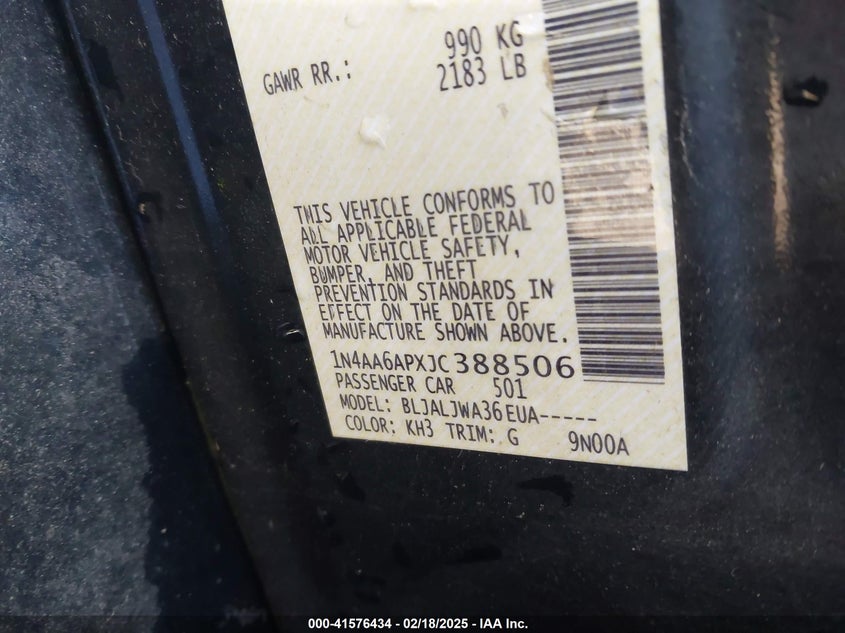 990 KG
GAWR RR.: 2183 LB
THIS VEHICLE CONFORMS TO
ALL APPLICABLE FEDERAL
MOTOR VEHICLE SAFETY,
BUMPER, AND THEFT
PREVENTION STANDARDS IN
EFFECT ON THE DATE OF
MANUFACTURE SHOWN ABOVE.
1N4AA6APXJC388506
PASSENGER CAR 501
MODEL: BLJALJWA36EUA-----
COLOR: KH3 TRIM: G 9N00A
000-41576434 - 02/18/2025 - IAA Inc.